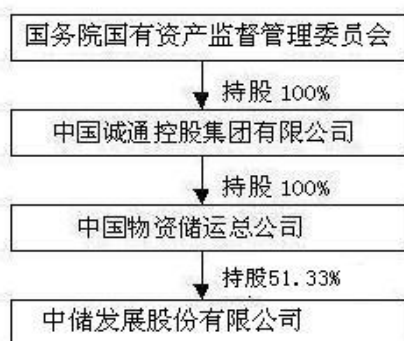 国务院国有资产监督管理委员会
持股 100%
中国诚通控股集团有限公司
持股 100%
中国物资储运总公司
持股51.33%
中储发展股份有限公司